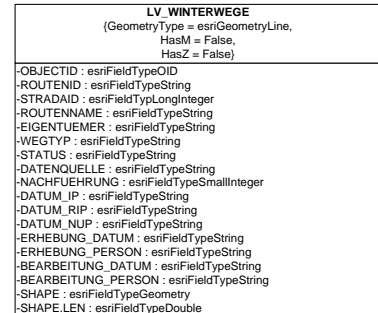 LV_WINTERWEGE
{GeometryType = esriGeometryLine,
HasM = False,
HasZ = False}
-OBJECTID : esriFieldTypeOID
-ROUTENID : esriFieldTypeString
-STRADAID : esriFieldTypLongInteger
-ROUTENNAME : esriFieldTypeString
-EIGENTUEMER : esriFieldTypeString
-WEGTYP : esriFieldTypeString
-STATUS : esriFieldTypeString
-DATENQUELLE : esriFieldTypeString
-NACHFUEHRUNG : esriFieldTypeSmallInteger
-DATUM_IP : esriFieldTypeString
-DATUM_RIP : esriFieldTypeString
-DATUM_NUP : esriFieldTypeString
-ERHEBUNG_DATUM : esriFieldTypeString
-ERHEBUNG_PERSON : esriFieldTypeString
-BEARBEITUNG_DATUM : esriFieldTypeString
-BEARBEITUNG_PERSON : esriFieldTypeString
-SHAPE : esriFieldTypeGeometry
-SHAPE.LEN : esriFieldTypeDouble